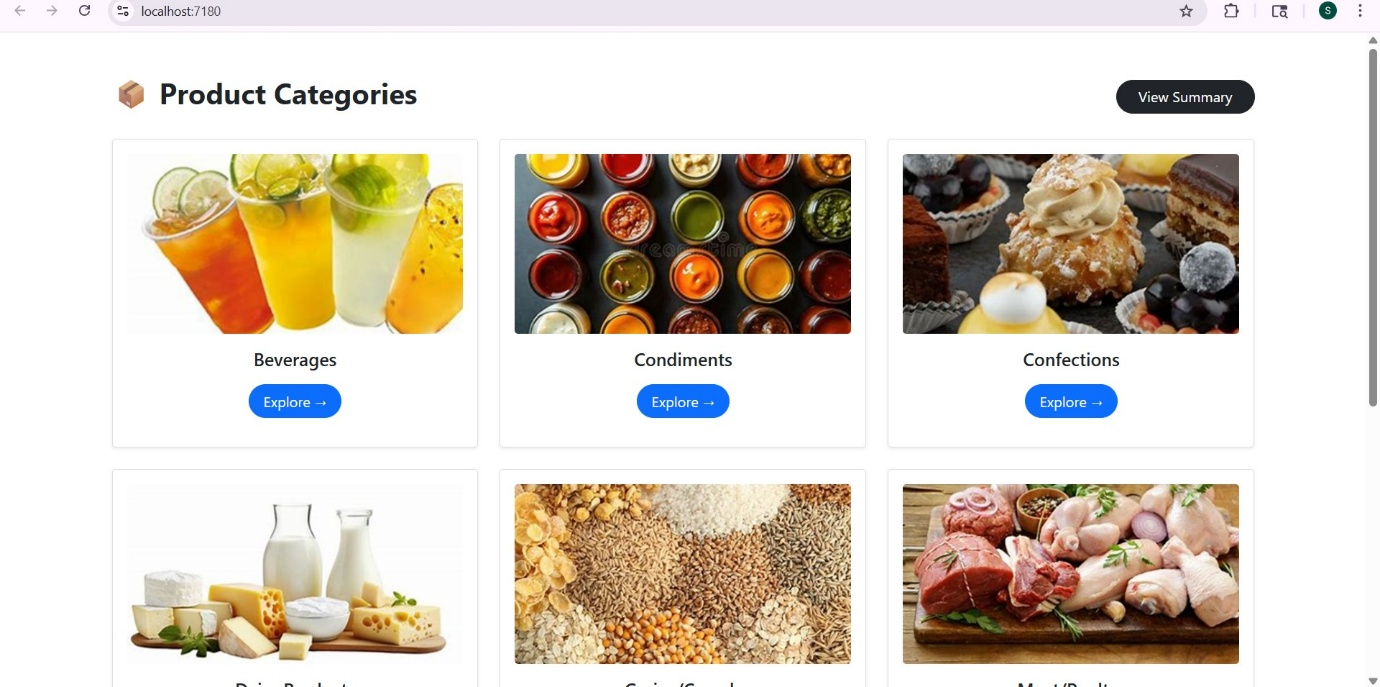 localhost:7180
S
Product Categories
View Summary
Beverages
Condiments
Confections
Explore →
Explore →
Explore →